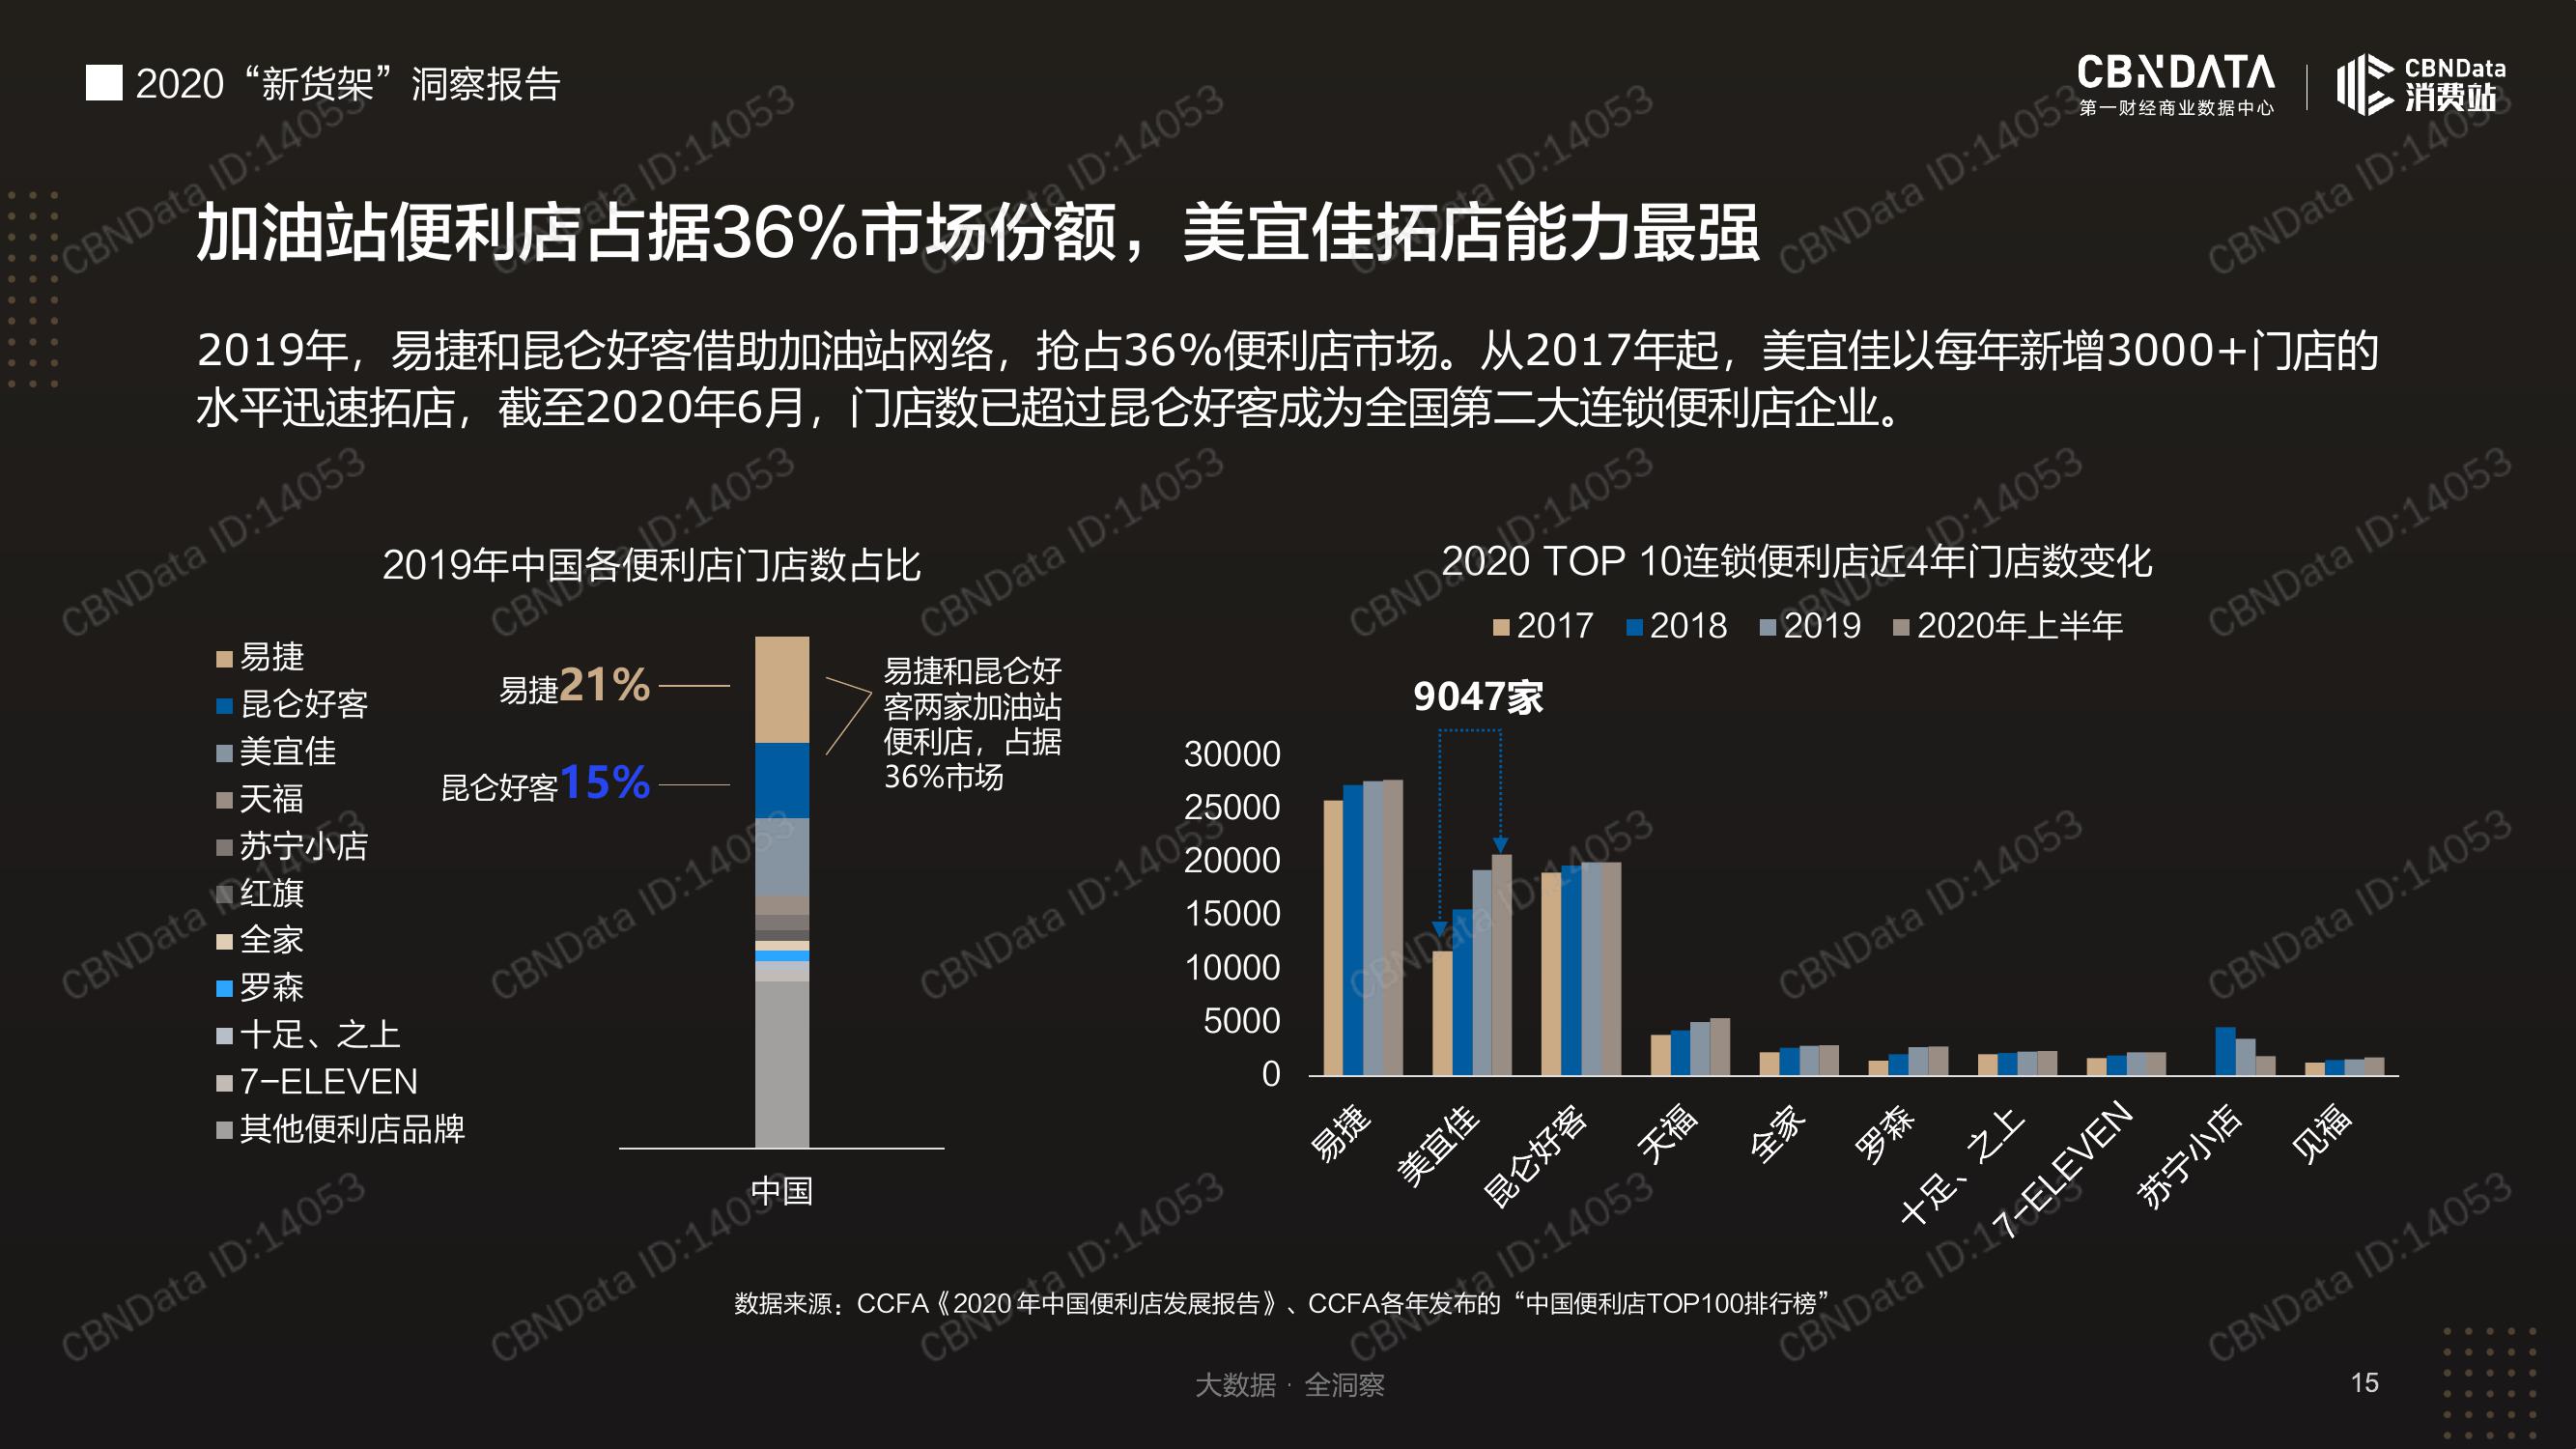 2020“新货架”洞察报告
CBNDATA
第一财经商业数据中心
CBNData
消费站
加油站便利店占据36%市场份额，美宜佳拓店能力最强
2019年，易捷和昆仑好客借助加油站网络，抢占36%便利店市场。从2017年起，美宜佳以每年新增3000+门店的
水平迅速拓店，截至2020年6月，门店数已超过昆仑好客成为全国第二大连锁便利店企业。
2019年中国各便利店门店数占比
易捷
昆仑好客
美宜佳
天福
苏宁小店
红旗
全家
罗森
十足、之上
7-ELEVEN
其他便利店品牌
易捷21%
昆仑好客15%
易捷和昆仑好
客两家加油站
便利店，占据
36%市场
中国
2020 TOP 10连锁便利店近4年门店数变化
2017 2018 2019 2020年上半年
9047家
30000
25000
20000
15000
10000
5000
0
易捷
美宜佳
昆仑好客
天福
全家
罗森
十足、之上
7-ELEVEN
苏宁小店
见福
数据来源：CCFA《2020年中国便利店发展报告》、CCFA各年发布的“中国便利店TOP100排行榜”
大数据 · 全洞察
15
CBNData ID:14053